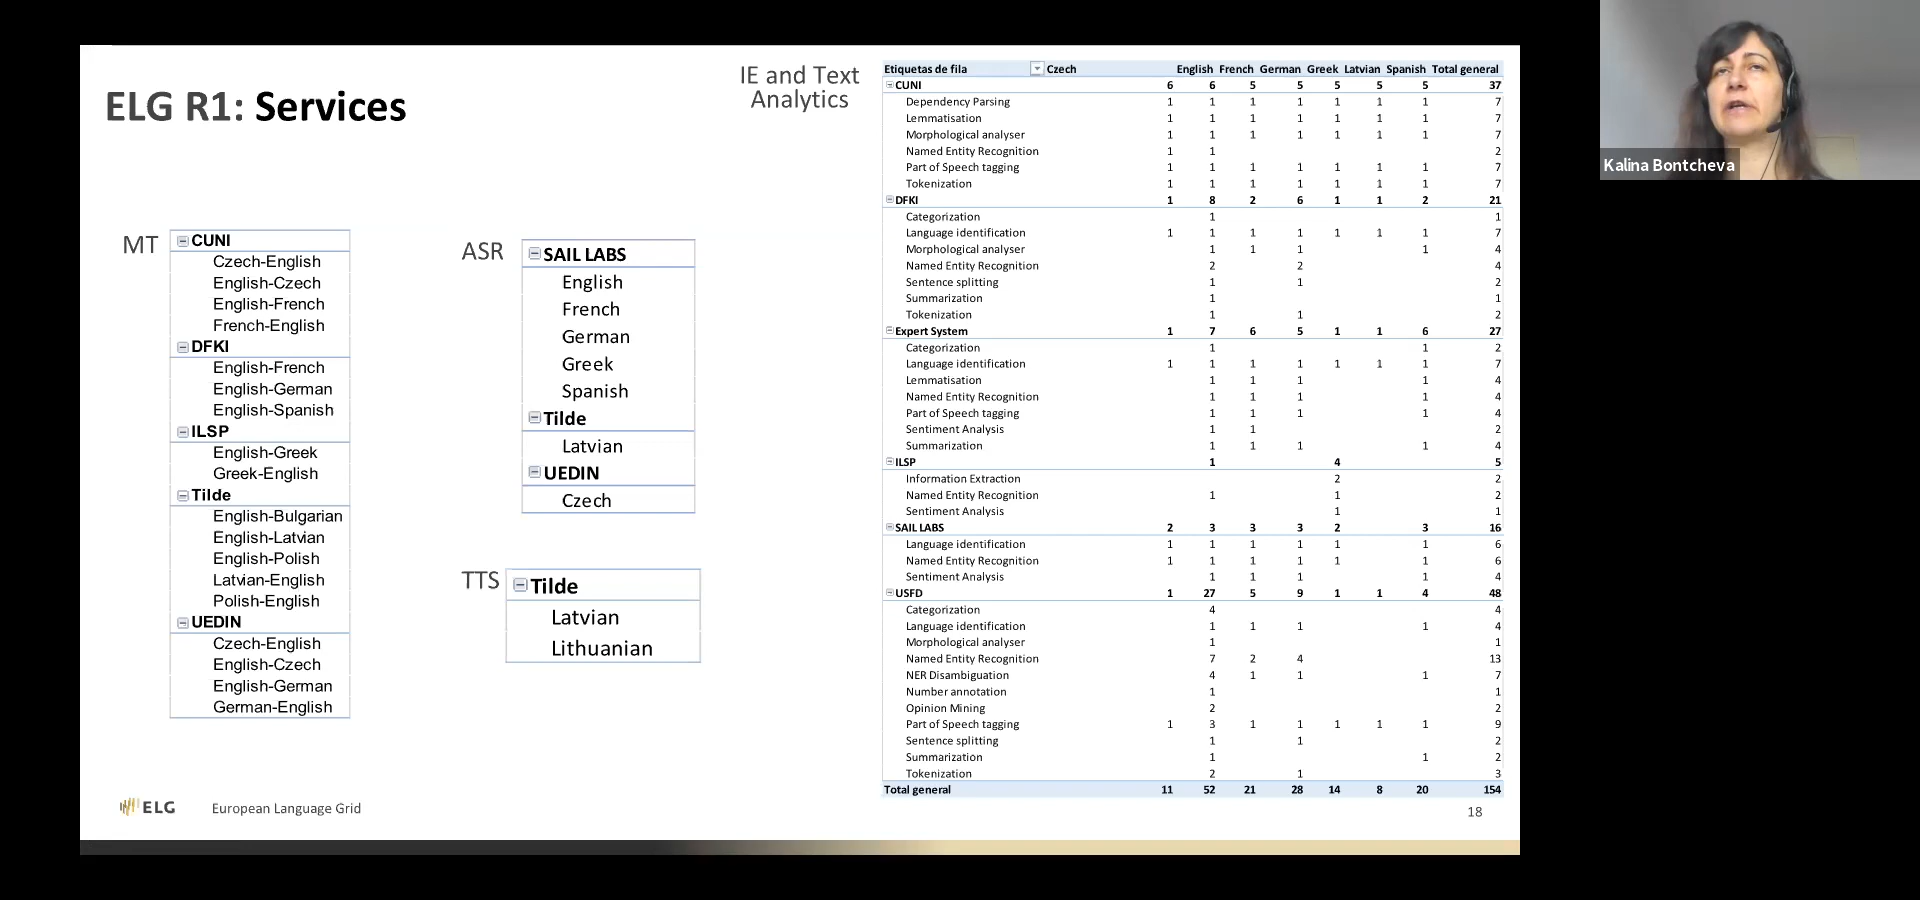 ELG R1: Services
MT
CUNI
Czech-English
English-Czech
English-French
French-English
DFKI
English-French
English-German
English-Spanish
ILSP
English-Greek
Greek-English
Tilde
English-Bulgarian
English-Latvian
English-Polish
Latvian-English
Polish-English
UEDIN
Czech-English
English-Czech
English-German
German-English
ASR
SAIL LABS
English
French
German
Greek
Spanish
Tilde
Latvian
UEDIN
Czech
TTS
Tilde
Latvian
Lithuanian
IE and Text
Analytics
Etiquetas de fila Czech English French German Greek Latvian Spanish Total general
CUNI 6 6 5 5 5 5 5 37
Dependency Parsing 1 1 1 1 1 1 1 7
Lemmatisation 1 1 1 1 1 1 1 7
Morphological analyser 1 1 1 1 1 1 1 7
Named Entity Recognition 1 1 2
Part of Speech tagging 1 1 1 1 1 1 1 7
Tokenization 1 1 1 1 1 1 1 7
DFKI 1 8 2 6 1 1 2 21
Categorization 1 1
Language identification 1 1 1 1 1 1 1 7
Morphological analyser 1 1 1 1 4
Named Entity Recognition 2 2 4
Sentence splitting 1 1 2
Summarization 1 1
Tokenization 1 1 2
Expert System 1 7 6 5 1 1 6 27
Categorization 1 1 2
Language identification 1 1 1 1 1 1 1 7
Lemmatisation 1 1 1 1 4
Named Entity Recognition 1 1 1 1 4
Part of Speech tagging 1 1 1 1 4
Sentiment Analysis 1 1 2
Summarization 1 1 1 1 4
ILSP 1 4 5
Information Extraction 2 2
Named Entity Recognition 1 1 2
Sentiment Analysis 1 1
SAIL LABS 2 3 3 3 2 3 16
Language identification 1 1 1 1 1 1 6
Named Entity Recognition 1 1 1 1 1 1 6
Sentiment Analysis 1 1 1 1 4
USFD 1 27 5 9 1 1 4 48
Categorization 4 4
Language identification 1 1 1 1 4
Morphological analyser 1 1
Named Entity Recognition 7 2 4 13
NER Disambiguation 4 1 1 1 7
Number annotation 1 1
Opinion Mining 2 2
Part of Speech tagging 1 3 1 1 1 1 1 9
Sentence splitting 1 1 2
Summarization 1 1 2
Tokenization 2 1 3
Total general 11 52 21 28 14 8 20 154
ELG European Language Grid
18
Kalina Bontcheva